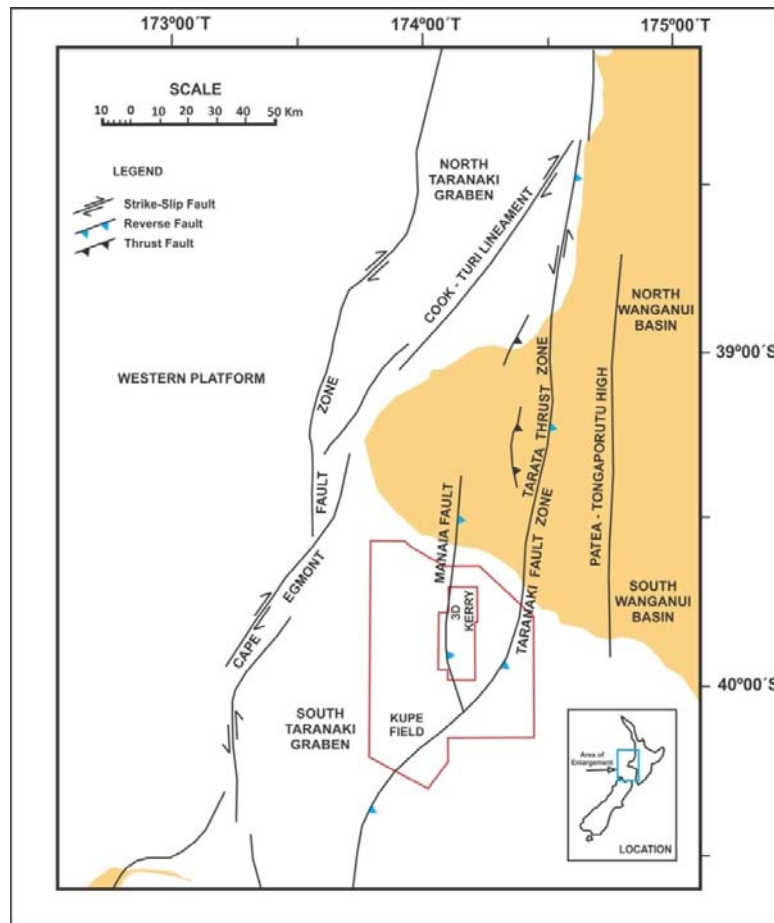 173º00´T
174º00´T
175º00´T
SCALE
10 0 10 20 30 40 50 Km
LEGEND
Strike-Slip Fault
Reverse Fault
Thrust Fault
NORTH
TARANAKI
GRABEN
COOK - TURI LINEAMENT
NORTH
WANGANUI
BASIN
39º00´S
WESTERN PLATFORM
ZONE
FAULT
EGMONT
CAPE
TARATA THRUST ZONE
TARANAKI FAULT ZONE
PATEA - TONGAPORUTU HIGH
MANAIA FAULT
3D
KERRY
SOUTH
WANGANUI
BASIN
40º00´S
SOUTH
TARANAKI
GRABEN
KUPE
FIELD
Area of
Enlargement
LOCATION